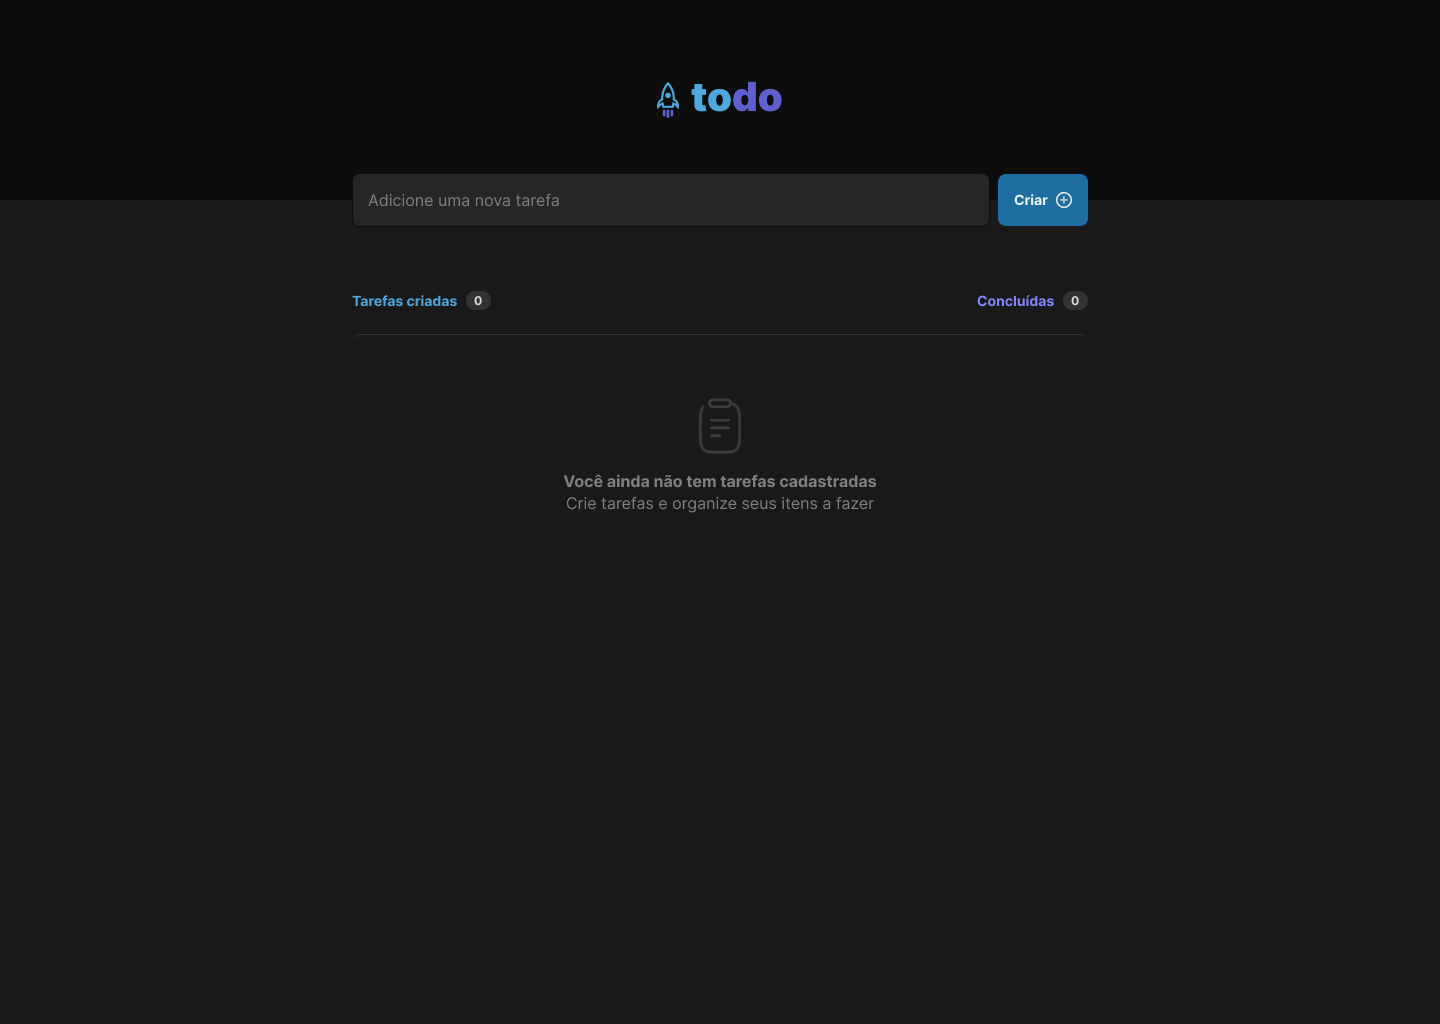 todo
Adicione uma nova tarefa
Criar
Tarefas criadas 0
Concluídas 0
Você ainda não tem tarefas cadastradas
Crie tarefas e organize seus itens a fazer